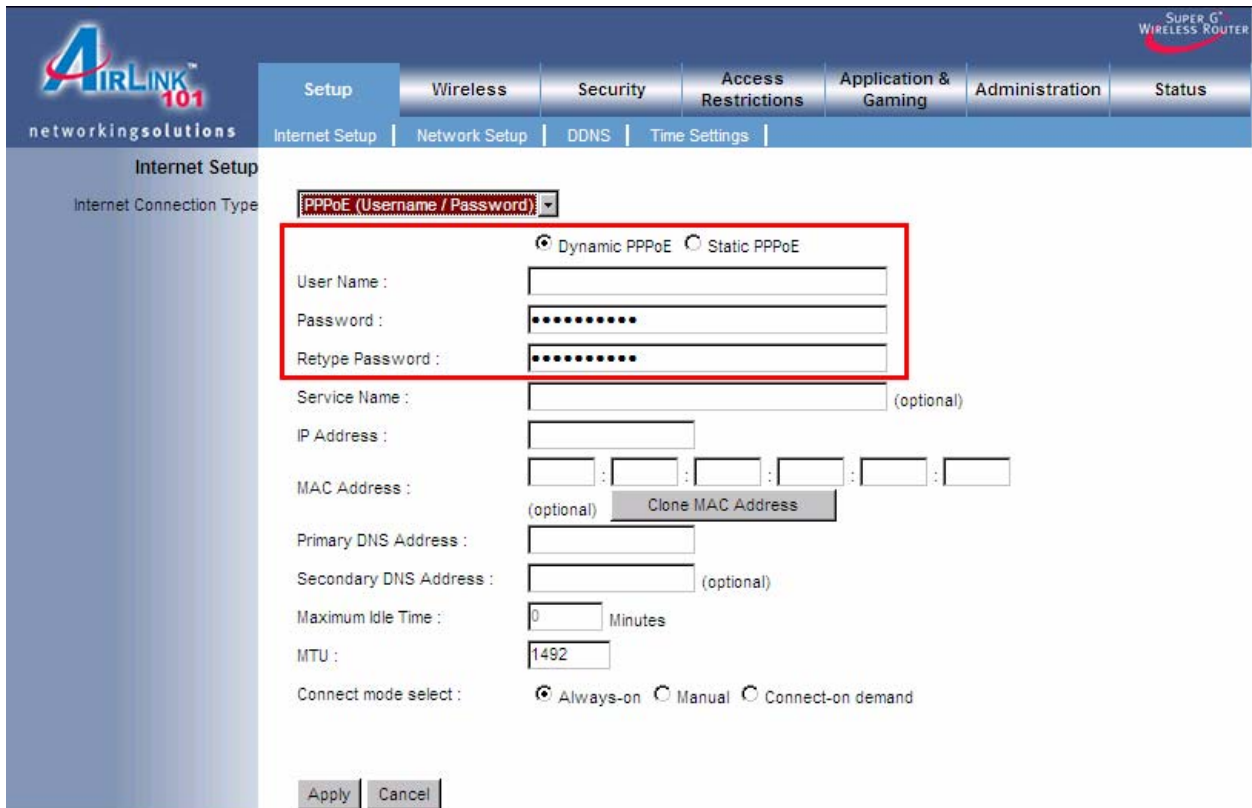 SUPER G
WIRELESS ROUTER
AIRLINK™
101
networkingsolutions
Setup
Wireless
Security
Access
Restrictions
Application &
Gaming
Administration
Status
Internet Setup | Network Setup | DDNS | Time Settings |
Internet Setup
Internet Connection Type
PPPoE (Username / Password)
Dynamic PPPoE Static PPPoE
User Name :
Password : ●●●●●●●●●●
Retype Password : ●●●●●●●●●●
Service Name : (optional)
IP Address :
MAC Address : : : : : :
(optional) Clone MAC Address
Primary DNS Address :
Secondary DNS Address : (optional)
Maximum Idle Time : 0 Minutes
MTU : 1492
Connect mode select : Always-on Manual Connect-on demand
Apply Cancel